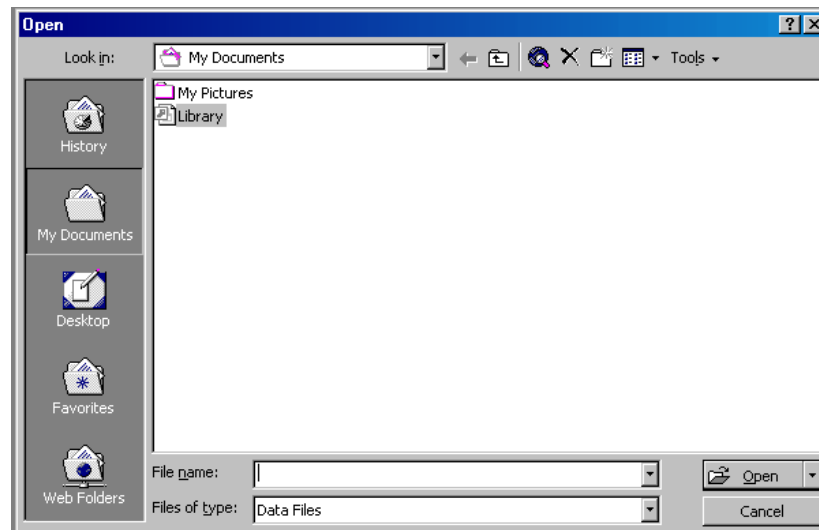 Open
Look in:
My Documents
Tools
My Pictures
Library
History
My Documents
Desktop
Favorites
Web Folders
File name:
Open
Files of type:
Data Files
Cancel